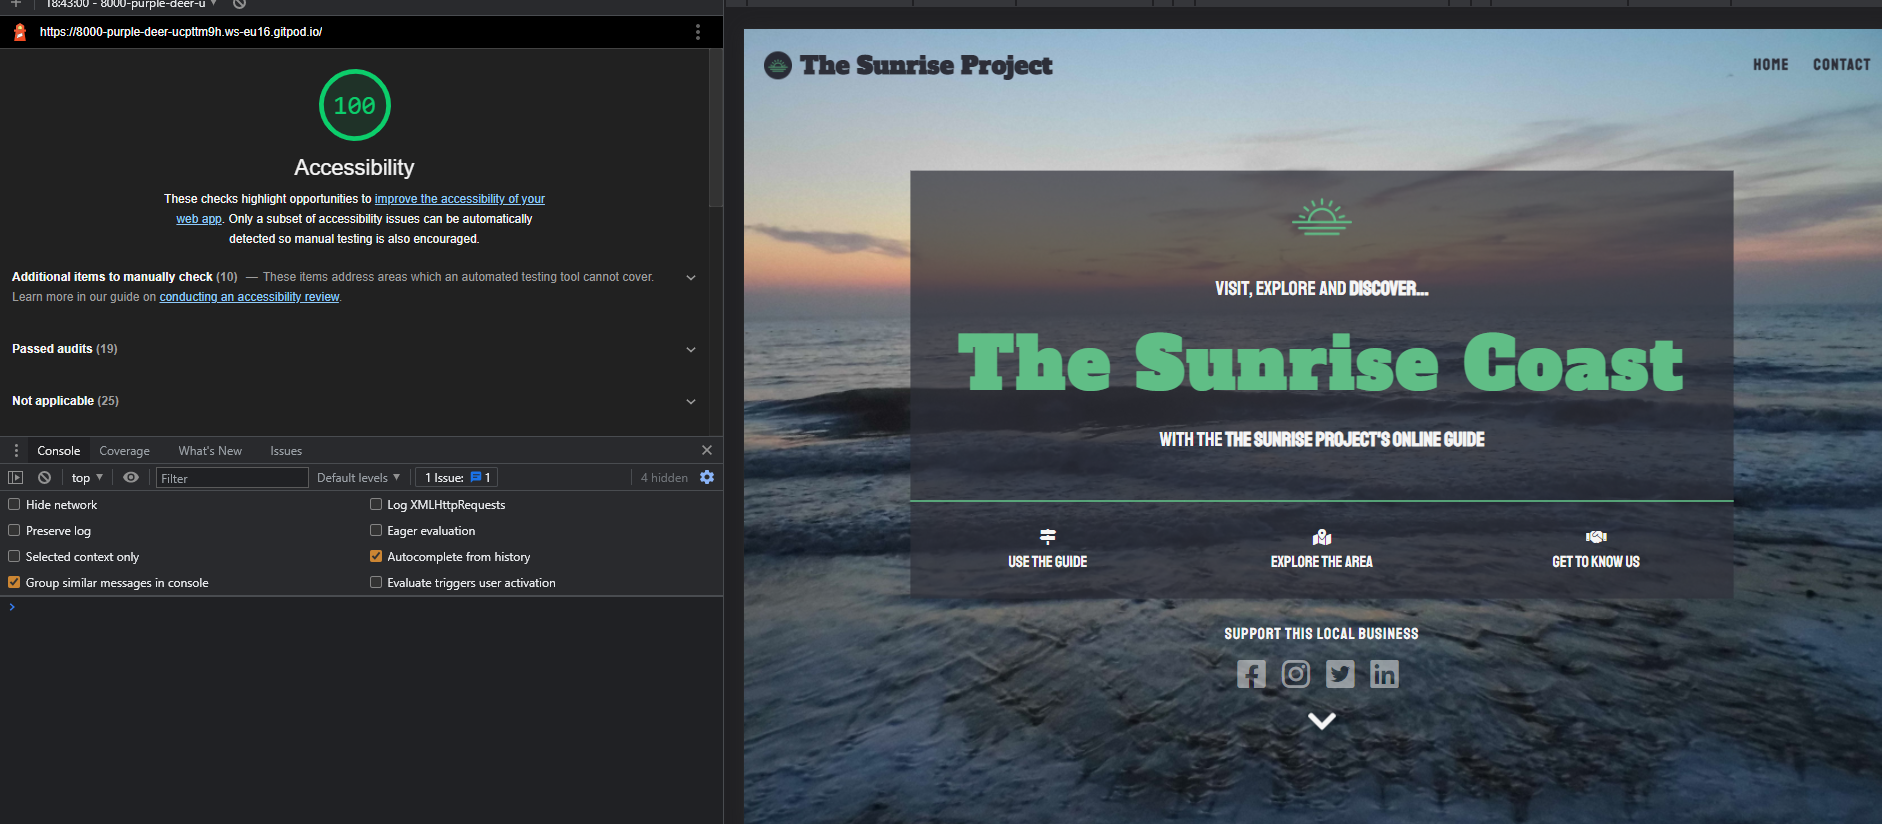 18:43:00 - 8000-purple-deer-u
https://8000-purple-deer-ucpttm9h.ws-eu16.gitpod.io/
100
Accessibility
These checks highlight opportunities to improve the accessibility of your
web app. Only a subset of accessibility issues can be automatically
detected so manual testing is also encouraged.
Additional items to manually check (10) — These items address areas which an automated testing tool cannot cover.
Learn more in our guide on conducting an accessibility review.
Passed audits (19)
Not applicable (25)
Console Coverage What's New Issues
top Filter Default levels 1 Issue: 1 4 hidden
Hide network Log XMLHttpRequests
Preserve log Eager evaluation
Selected context only Autocomplete from history
Group similar messages in console Evaluate triggers user activation
The Sunrise Project HOME CONTACT
VISIT, EXPLORE AND DISCOVER...
The Sunrise Coast
WITH THE THE SUNRISE PROJECT'S ONLINE GUIDE
USE THE GUIDE EXPLORE THE AREA GET TO KNOW US
SUPPORT THIS LOCAL BUSINESS